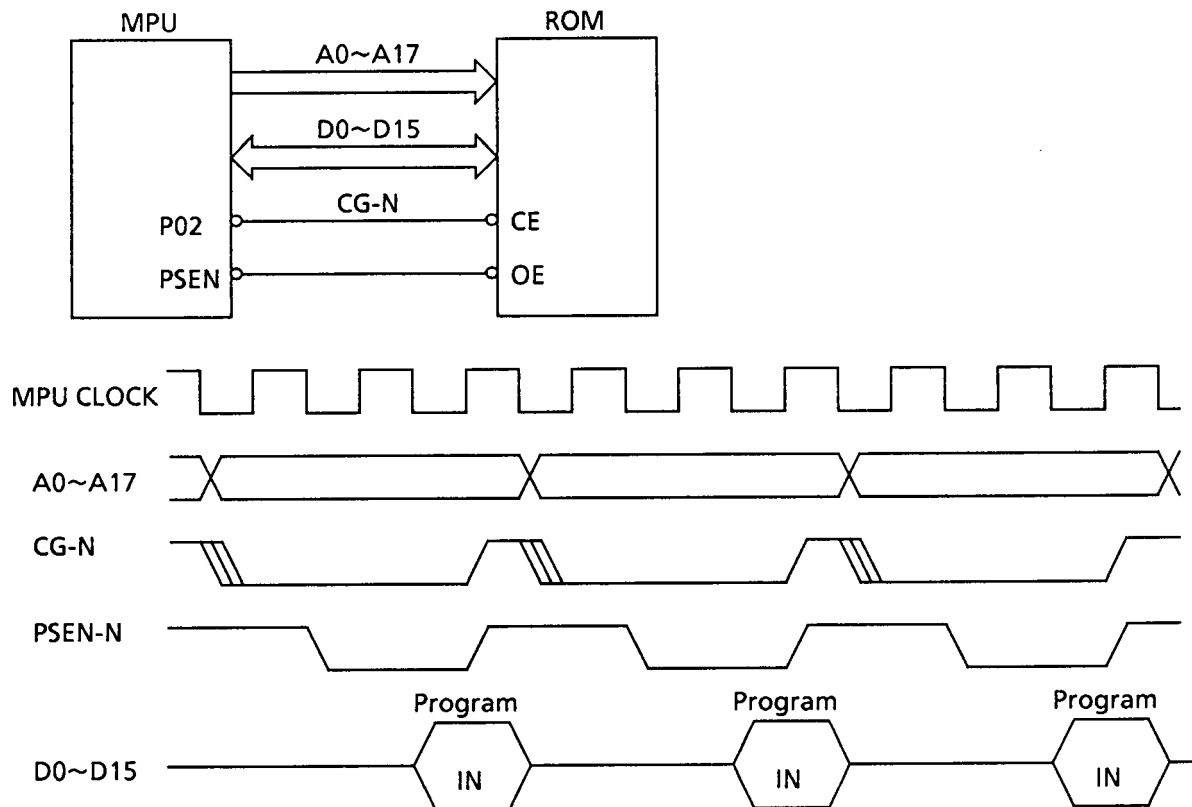 MPU
ROM
A0~A17
D0~D15
CG-N
P02
CE
PSEN
OE
MPU CLOCK
A0~A17
CG-N
PSEN-N
Program
Program
Program
D0~D15
IN
IN
IN